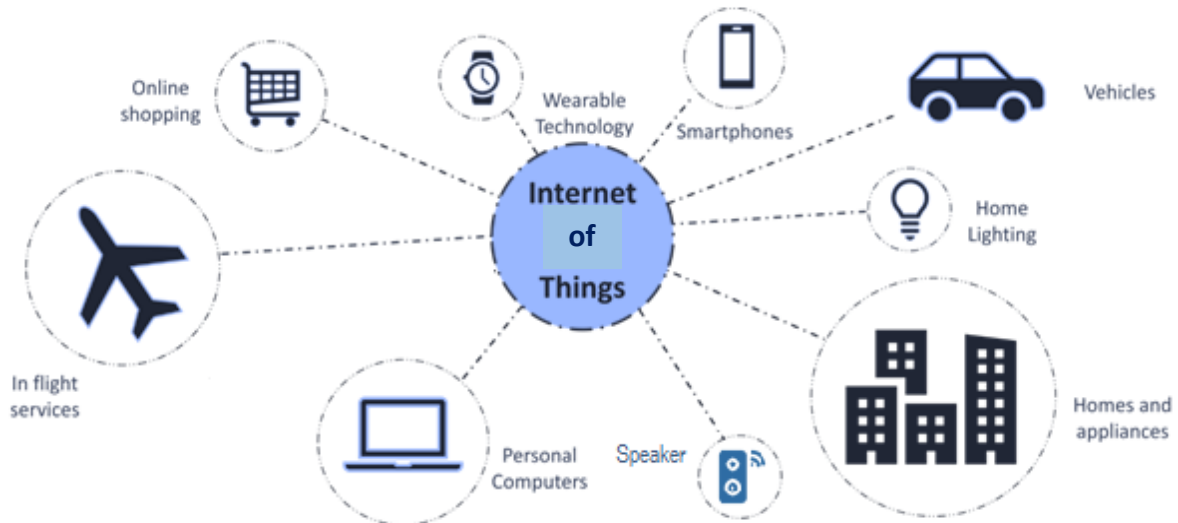 Online
shopping
Wearable
Technology
Smartphones
Vehicles
Internet
of
Things
Home
Lighting
In flight
services
Personal
Computers
Speaker
Homes and
appliances